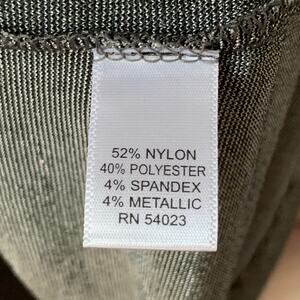 52% NYLON
40% POLYESTER
4% SPANDEX
4% METALLIC
RN 54023